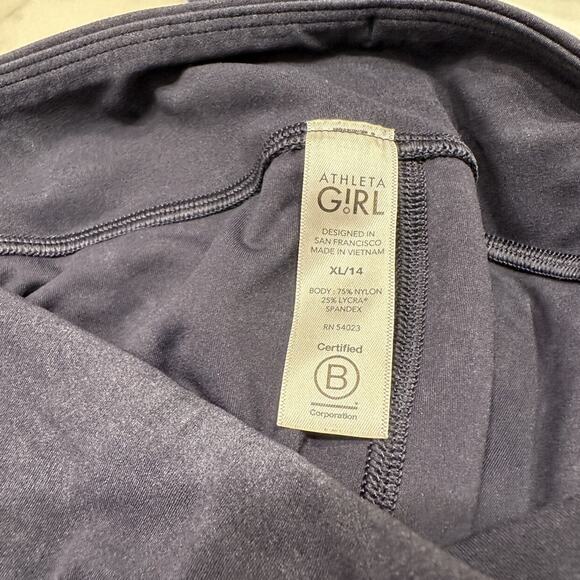 ATHLETA
GIRL
DESIGNED IN
SAN FRANCISCO
MADE IN VIETNAM
XL/14
BODY : 75% NYLON
25% LYCRA®
SPANDEX
RN 54023
Certified
B
Corporation